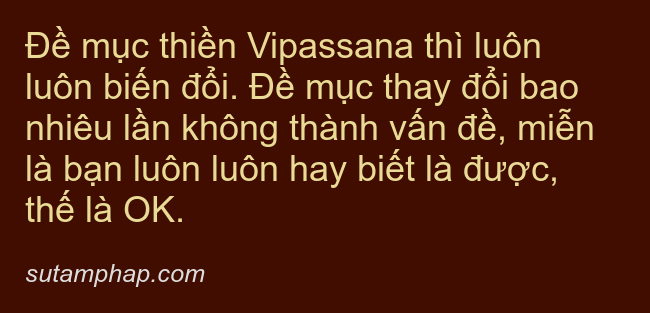 Đề mục thiền Vipassana thì luôn
luôn biến đổi. Đề mục thay đổi bao
nhiêu lần không thành vấn đề, miễn
là bạn luôn luôn hay biết là được,
thế là OK.
sutamphap.com